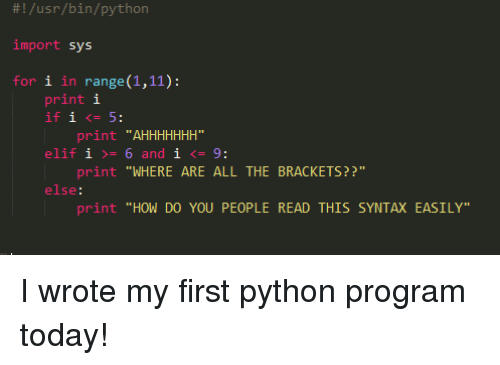 #!/usr/bin/python
import sys
for i in range(1,11):
print i
if i <= 5:
print "AHHHHHHH"
elif i >= 6 and i <= 9:
print "WHERE ARE ALL THE BRACKETS??"
else:
print "HOW DO YOU PEOPLE READ THIS SYNTAX EASILY"
I wrote my first python program
today!